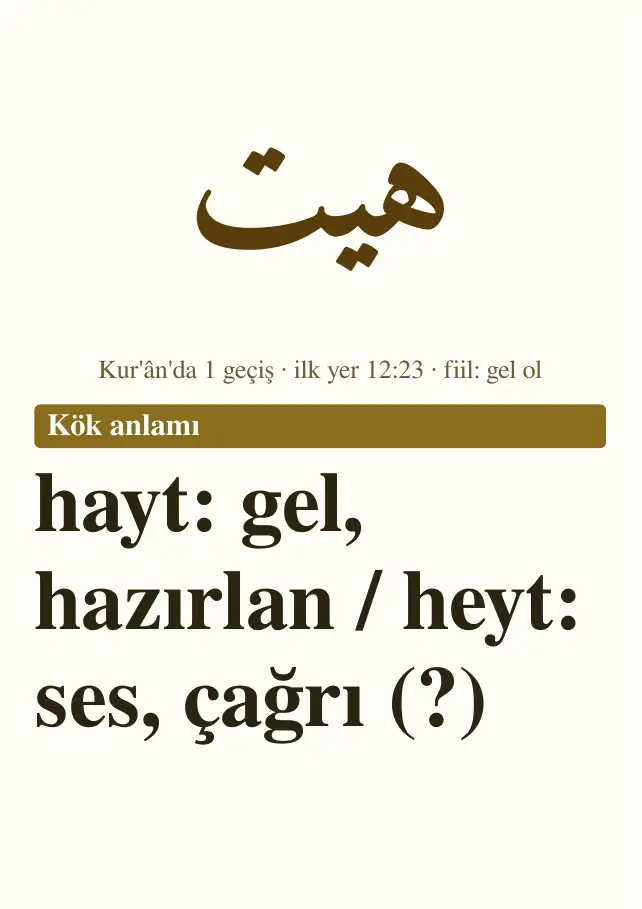 هيت
Kur'ân'da 1 geçiş · ilk yer 12:23 · fiil: gel ol
Kök anlamı
hayt: gel,
hazırlan / heyt:
ses, çağrı (?)